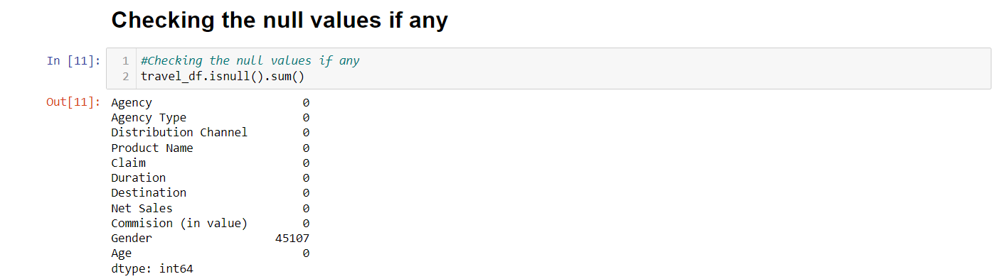 Checking the null values if any
In [11]:
1 #Checking the null values if any
2 travel_df.isnull().sum()
Out[11]:
Agency 0
Agency Type 0
Distribution Channel 0
Product Name 0
Claim 0
Duration 0
Destination 0
Net Sales 0
Commision (in value) 0
Gender 45107
Age 0
dtype: int64